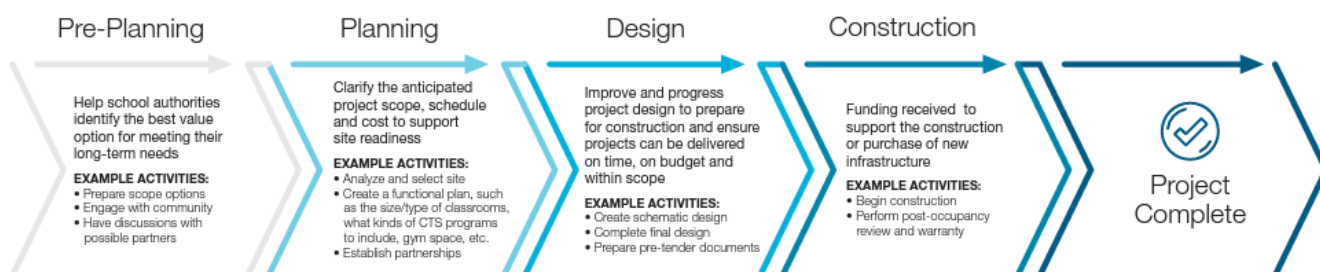 Pre-Planning
Help school authorities
identify the best value
option for meeting their
long-term needs
EXAMPLE ACTIVITIES:
• Prepare scope options
• Engage with community
• Have discussions with
possible partners
Planning
Clarify the anticipated
project scope, schedule
and cost to support
site readiness
EXAMPLE ACTIVITIES:
• Analyze and select site
• Create a functional plan, such
as the size/type of classrooms,
what kinds of CTS programs
to include, gym space, etc.
• Establish partnerships
Design
Improve and progress
project design to prepare
for construction and ensure
projects can be delivered
on time, on budget and
within scope
EXAMPLE ACTIVITIES:
• Create schematic design
• Complete final design
• Prepare pre-tender documents
Construction
Funding received to
support the construction
or purchase of new
infrastructure
EXAMPLE ACTIVITIES:
• Begin construction
• Perform post-occupancy
review and warranty
Project
Complete